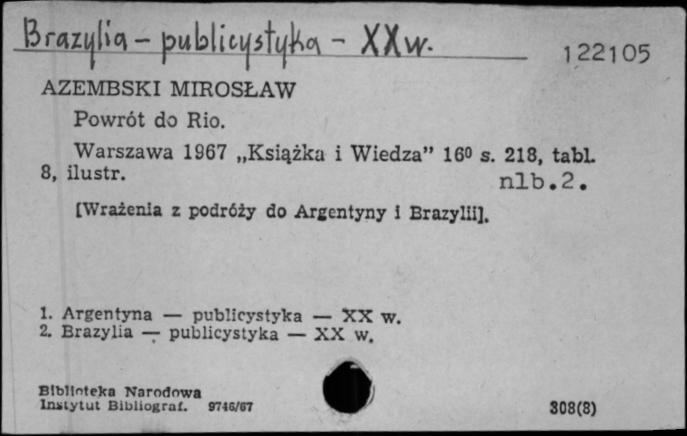 Brazylia - publicystyka - XX w.
122105
AZEMBSKI MIROSŁAW
Powrót do Rio.
Warszawa 1967 „Książka i Wiedza” 16⁰ s. 218, tabl.
8, ilustr.
nlb.2.
[Wrażenia z podróży do Argentyny i Brazylii].
1. Argentyna — publicystyka — XX w.
2. Brazylia — publicystyka — XX w.
Biblioteka Narodowa
Instytut Bibliograf. 9746/67
308(8)